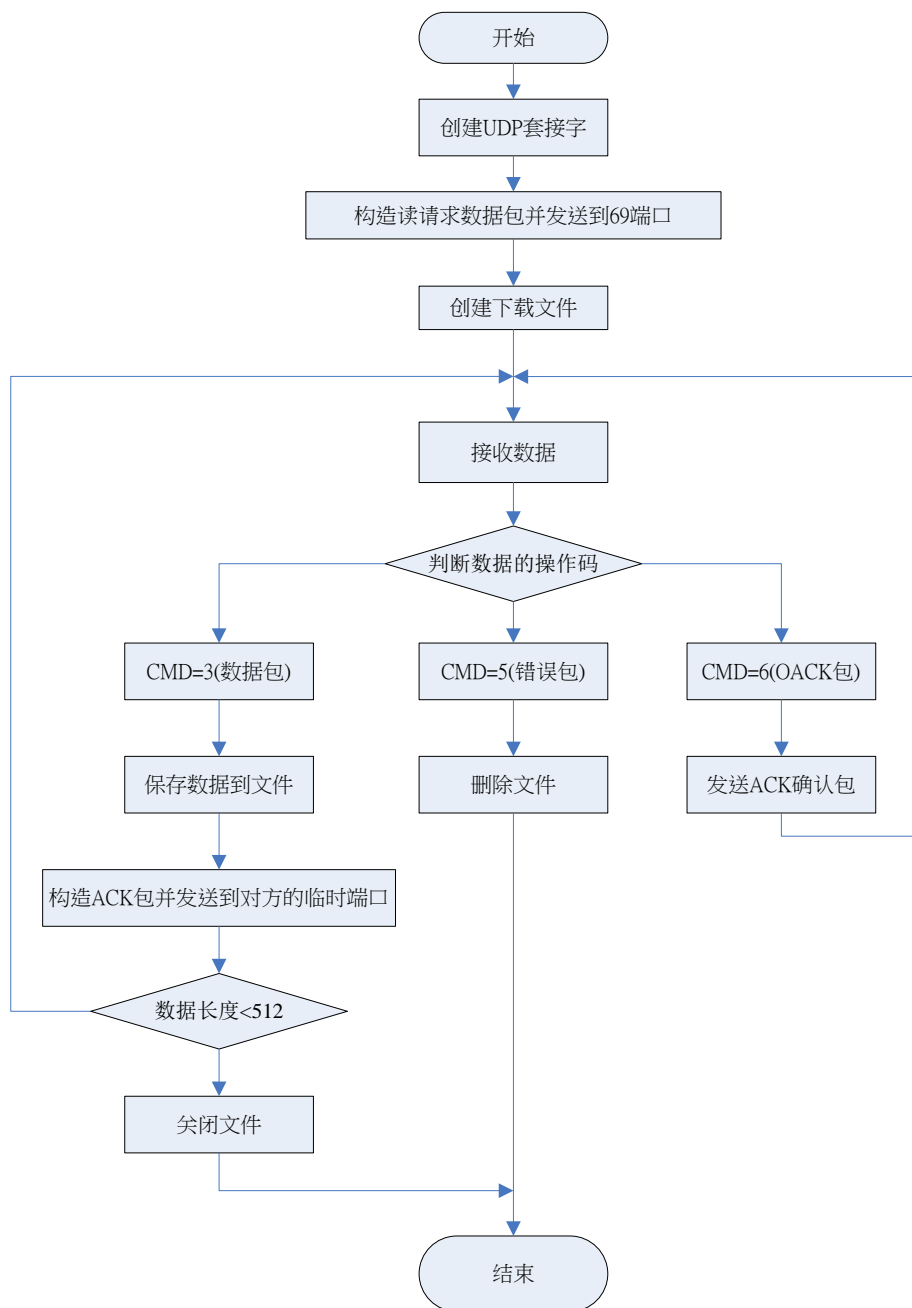 开始
创建UDP套接字
构造读请求数据包并发送到69端口
创建下载文件
接收数据
判断数据的操作码
CMD=3(数据包)
CMD=5(错误包)
CMD=6(OACK包)
保存数据到文件
删除文件
发送ACK确认包
构造ACK包并发送到对方的临时端口
数据长度<512
关闭文件
结束